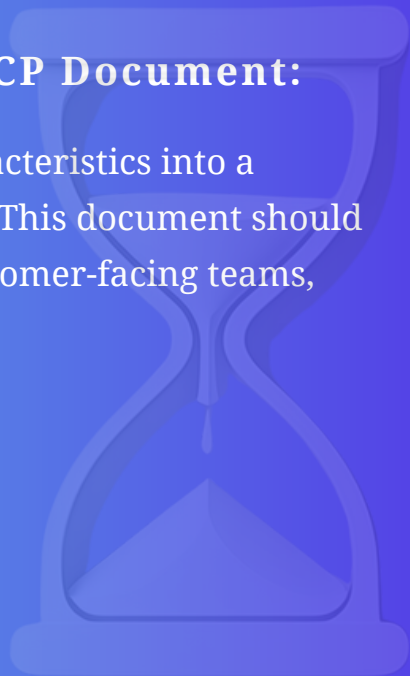 CP Document:
acteristics into a
This document should
omer-facing teams,